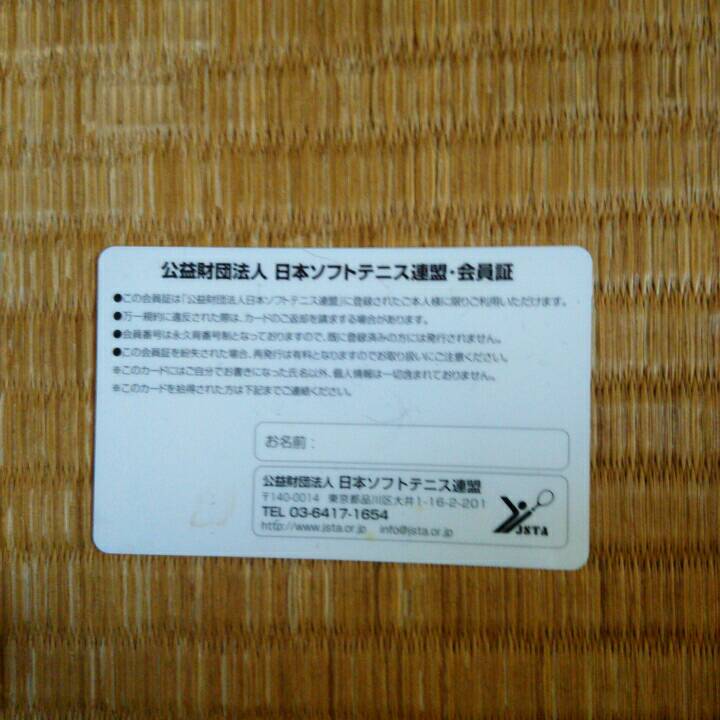 公益財団法人 日本ソフトテニス連盟・会員証
●この会員証は「公益財団法人日本ソフトテニス連盟」に登録されたご本人様に限りご利用いただけます。
●万一規約に違反された際は、カードのご返却を請求する場合があります。
●会員番号は永久背番号制となっておりますので、既に登録済みの方には発行されません。
●この会員証を紛失された場合、再発行は有料となりますのでお取り扱いにご注意ください。
※このカードにはご自分でお書きになった氏名以外、個人情報は一切含まれておりません。
※このカードを拾得された方は下記までご連絡ください。
お名前：
公益財団法人 日本ソフトテニス連盟
〒140-0014 東京都品川区大井1-16-2-201
TEL 03-6417-1654
http://www.jsta.or.jp info@jsta.or.jp
JSTA